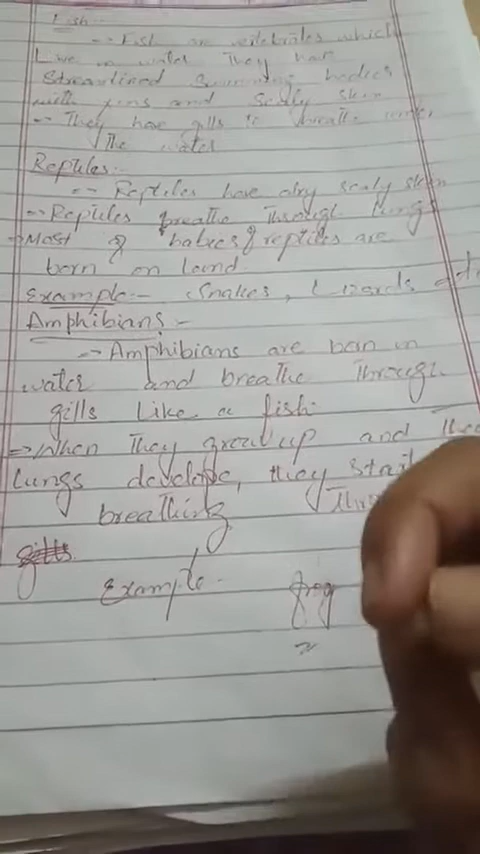 Fish
-- Fish are vertebrates which
Live in water They have
Streamlined Swimming bodies
with fins and scaly skin
-- They have gills to breathe under
The water
Reptiles:-
-- Reptiles have dry scaly skin
-- Reptiles breathe Through lungs
→ Most of babies of reptiles are
born on land
Example:- Snakes, Lizards, etc
Amphibians -
-- Amphibians are born in
water and breathe Through
gills like a fish
→ When They grow up and The
lungs develope, they start
breathing Thr
gills
Example - frog